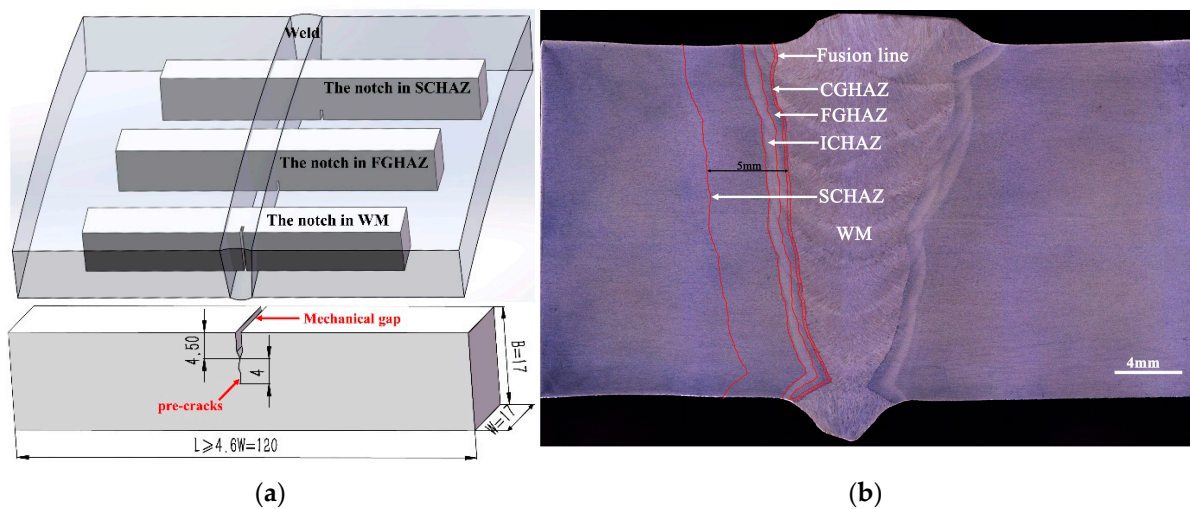 Weld
The notch in SCHAZ
The notch in FGHAZ
The notch in WM
Mechanical gap
4.50
4
B=17
pre-cracks
W=17
L⩾4.6W=120
(a)
Fusion line
CGHAZ
FGHAZ
ICHAZ
5mm
SCHAZ
WM
4mm
(b)